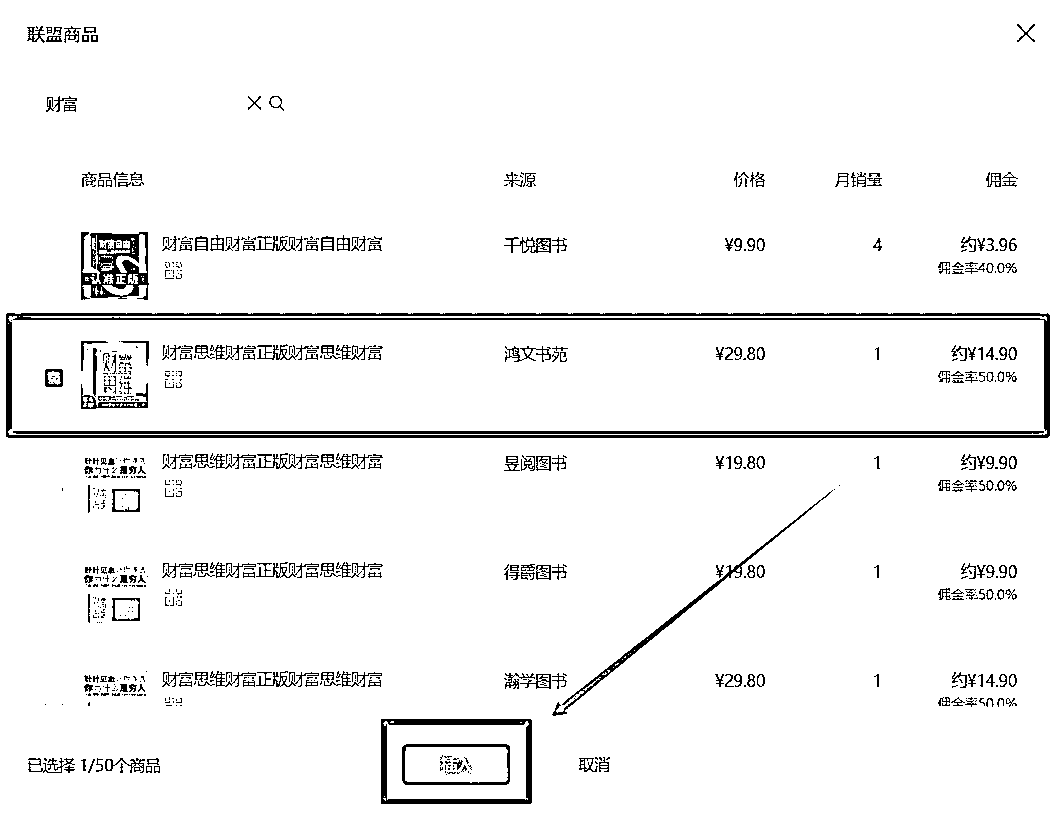 联盟商品
财富
商品信息 来源 价格 月销量 佣金
财富自由财富正版财富自由财富 千悦图书 ¥9.90 4 约¥3.96
佣金率40.0%
财富思维财富正版财富思维财富 鸿文书苑 ¥29.80 1 约¥14.90
佣金率50.0%
财富思维财富正版财富思维财富 昱阅图书 ¥19.80 1 约¥9.90
佣金率50.0%
财富思维财富正版财富思维财富 得爵图书 ¥19.80 1 约¥9.90
佣金率50.0%
财富思维财富正版财富思维财富 瀚学图书 ¥29.80 1 约¥14.90
佣金率50.0%
已选择 1/50个商品 取消